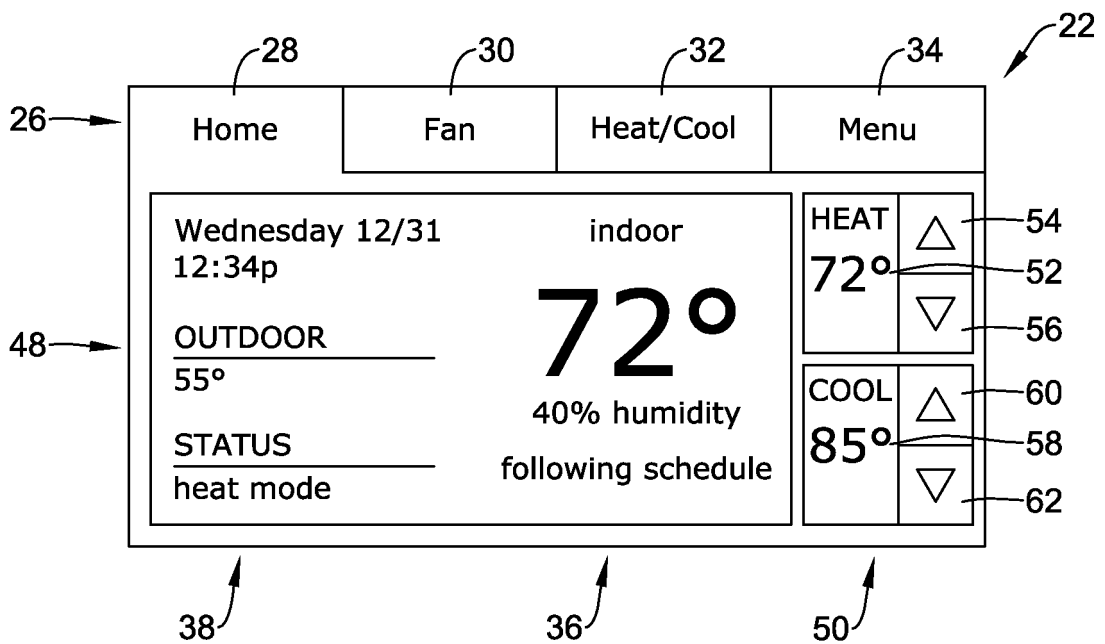 22
28 30 32 34
26
Home Fan Heat/Cool Menu
Wednesday 12/31
12:34p
OUTDOOR
55°
STATUS
heat mode
indoor
72°
40% humidity
following schedule
HEAT
72°
COOL
85°
54
52
56
60
58
62
48
38 36 50